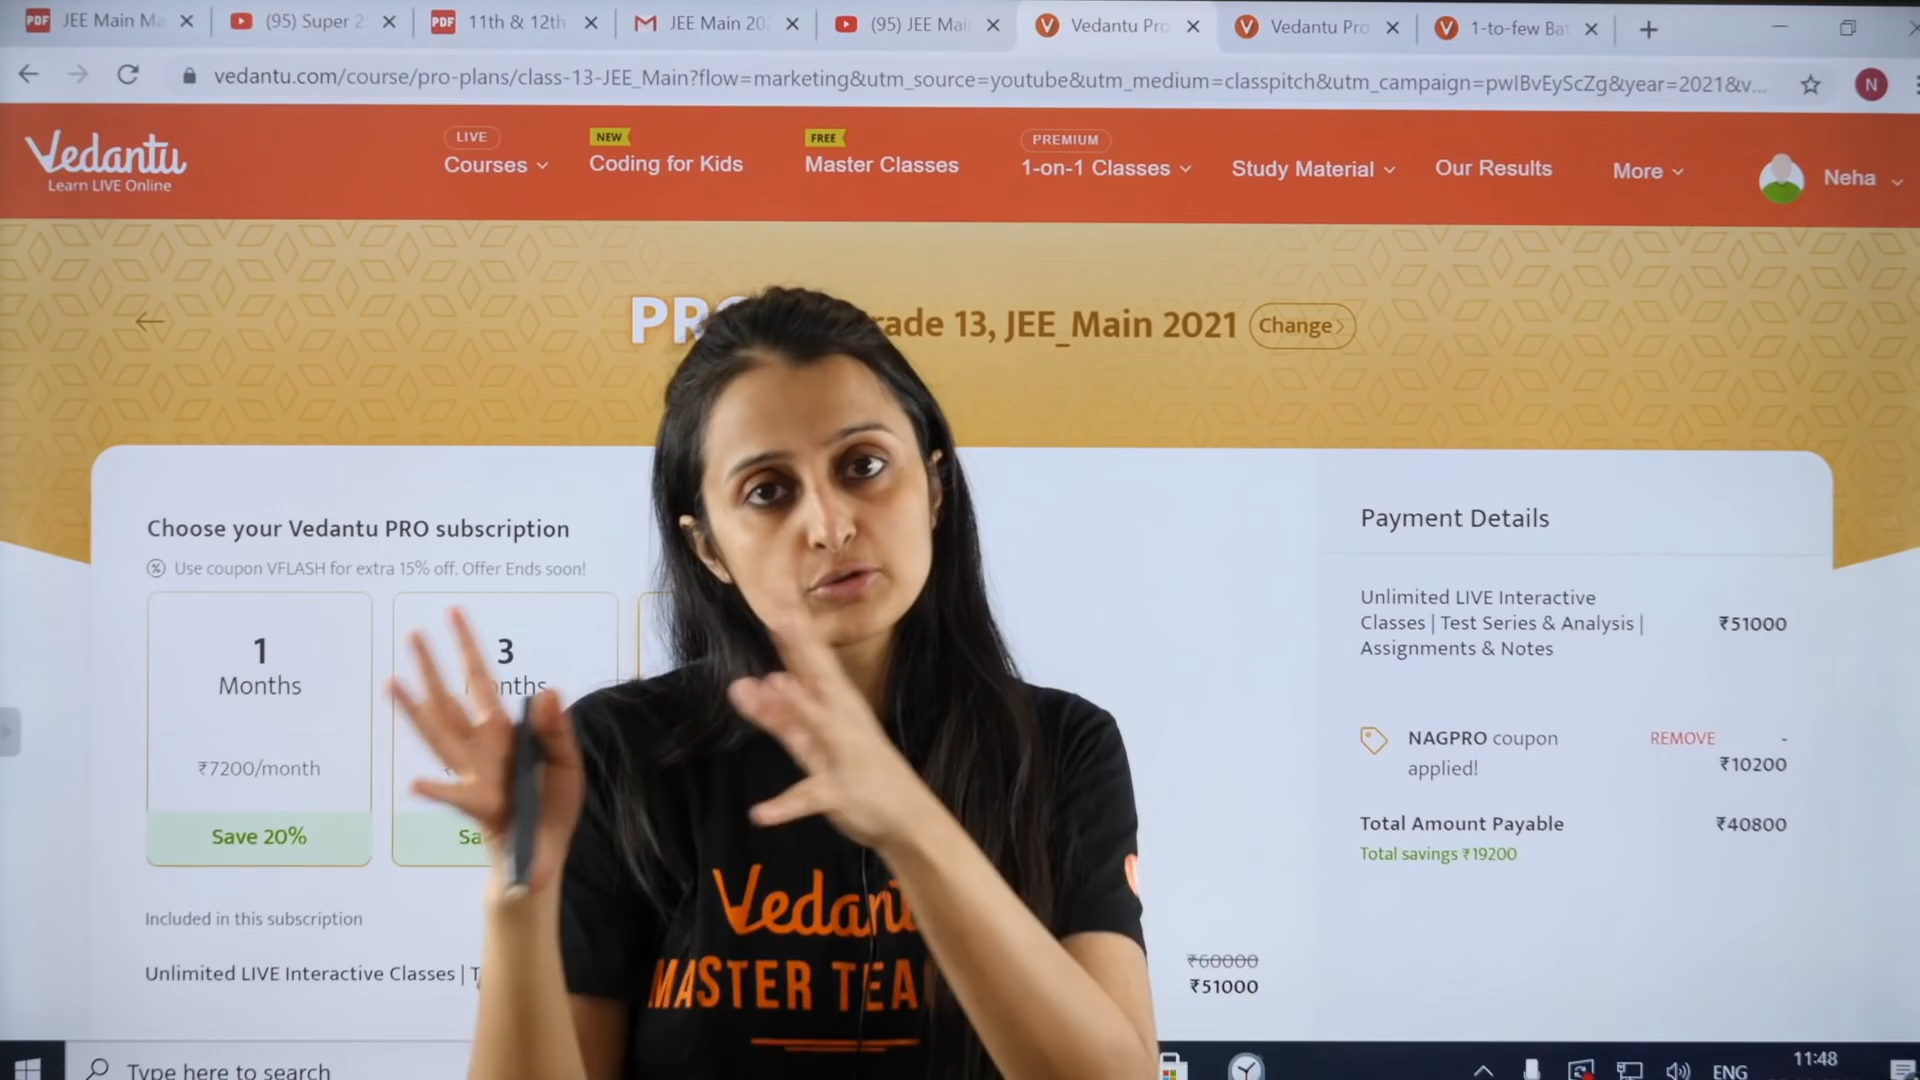 JEE Main Ma
(95) Super 2
PDF 11th & 12th
JEE Main 20
(95) JEE Mai
Vedantu Pro
Vedantu Pro
1-to-few Ba
vedantu.com/course/pro-plans/class-13-JEE_Main?flow=marketing&utm_source=youtube&utm_medium=classpitch&utm_campaign=pwIBvEyScZg&year=2021&v...
N
Vedantu
Learn LIVE Online
LIVE
Courses
NEW
Coding for Kids
FREE
Master Classes
PREMIUM
1-on-1 Classes
Study Material
Our Results
More
Neha
PR
rade 13, JEE_Main 2021
Change
Choose your Vedantu PRO subscription
Use coupon VFLASH for extra 15% off. Offer Ends soon!
1
Months
₹7200/month
Save 20%
3
onths
Sa
Included in this subscription
Unlimited LIVE Interactive Classes | T
₹60000
₹51000
Payment Details
Unlimited LIVE Interactive
Classes | Test Series & Analysis |
Assignments & Notes
₹51000
NAGPRO coupon
applied!
REMOVE
-
₹10200
Total Amount Payable
₹40800
Total savings ₹19200
Vedant
MASTER TEA
Type here to search
ENG
11:48